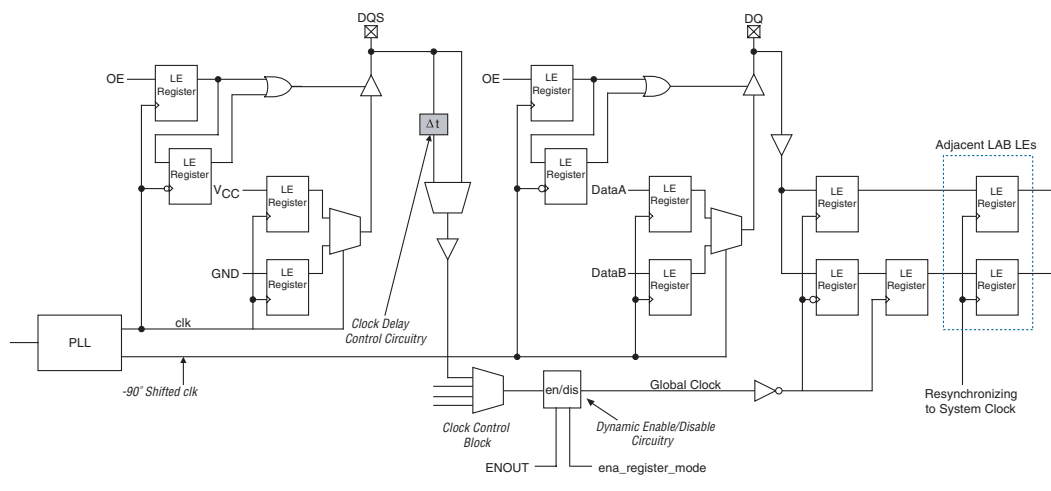 DQS
DQ
OE
LE
Register
LE
Register
V_CC
LE
Register
GND
LE
Register
Δt
OE
LE
Register
LE
Register
DataA
LE
Register
DataB
LE
Register
Adjacent LAB LEs
LE
Register
LE
Register
LE
Register
LE
Register
LE
Register
PLL
clk
-90° Shifted clk
Clock Delay
Control Circuitry
Clock Control
Block
en/dis
Global Clock
Dynamic Enable/Disable
Circuitry
ENOUT
ena_register_mode
Resynchronizing
to System Clock